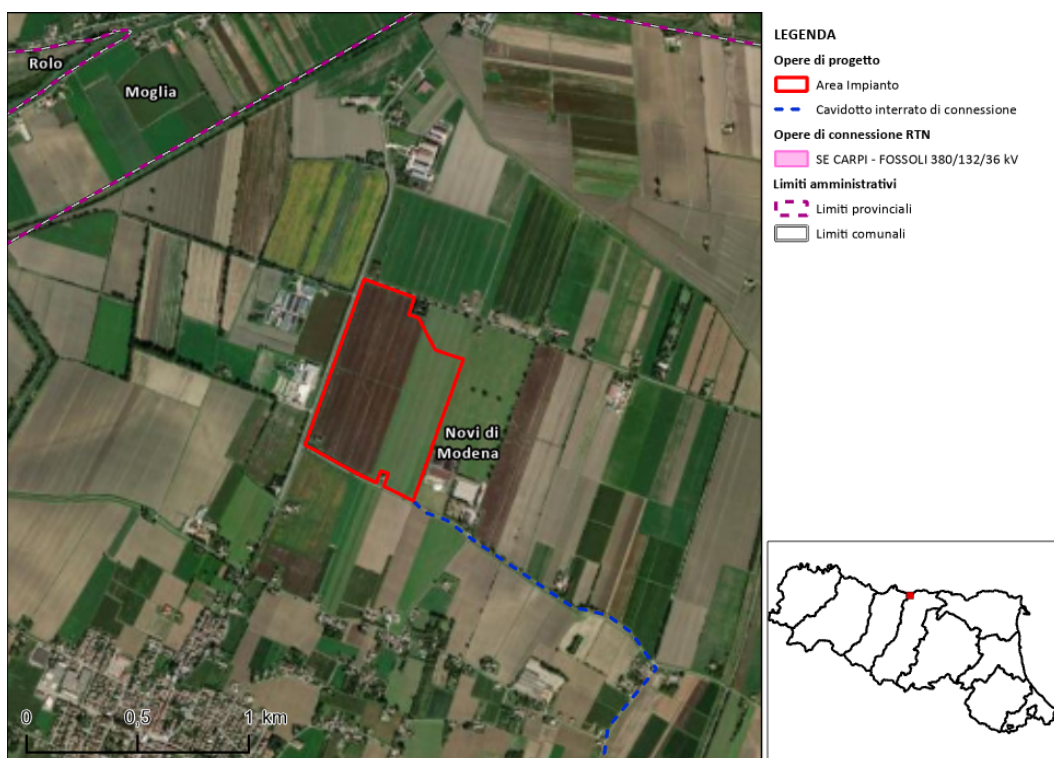 Rolo
Moglia
Novi di
Modena
0 0,5 1 km
LEGENDA
Opere di progetto
Area Impianto
Cavidotto interrato di connessione
Opere di connessione RTN
SE CARPI - FOSSOLI 380/132/36 kV
Limiti amministrativi
Limiti provinciali
Limiti comunali